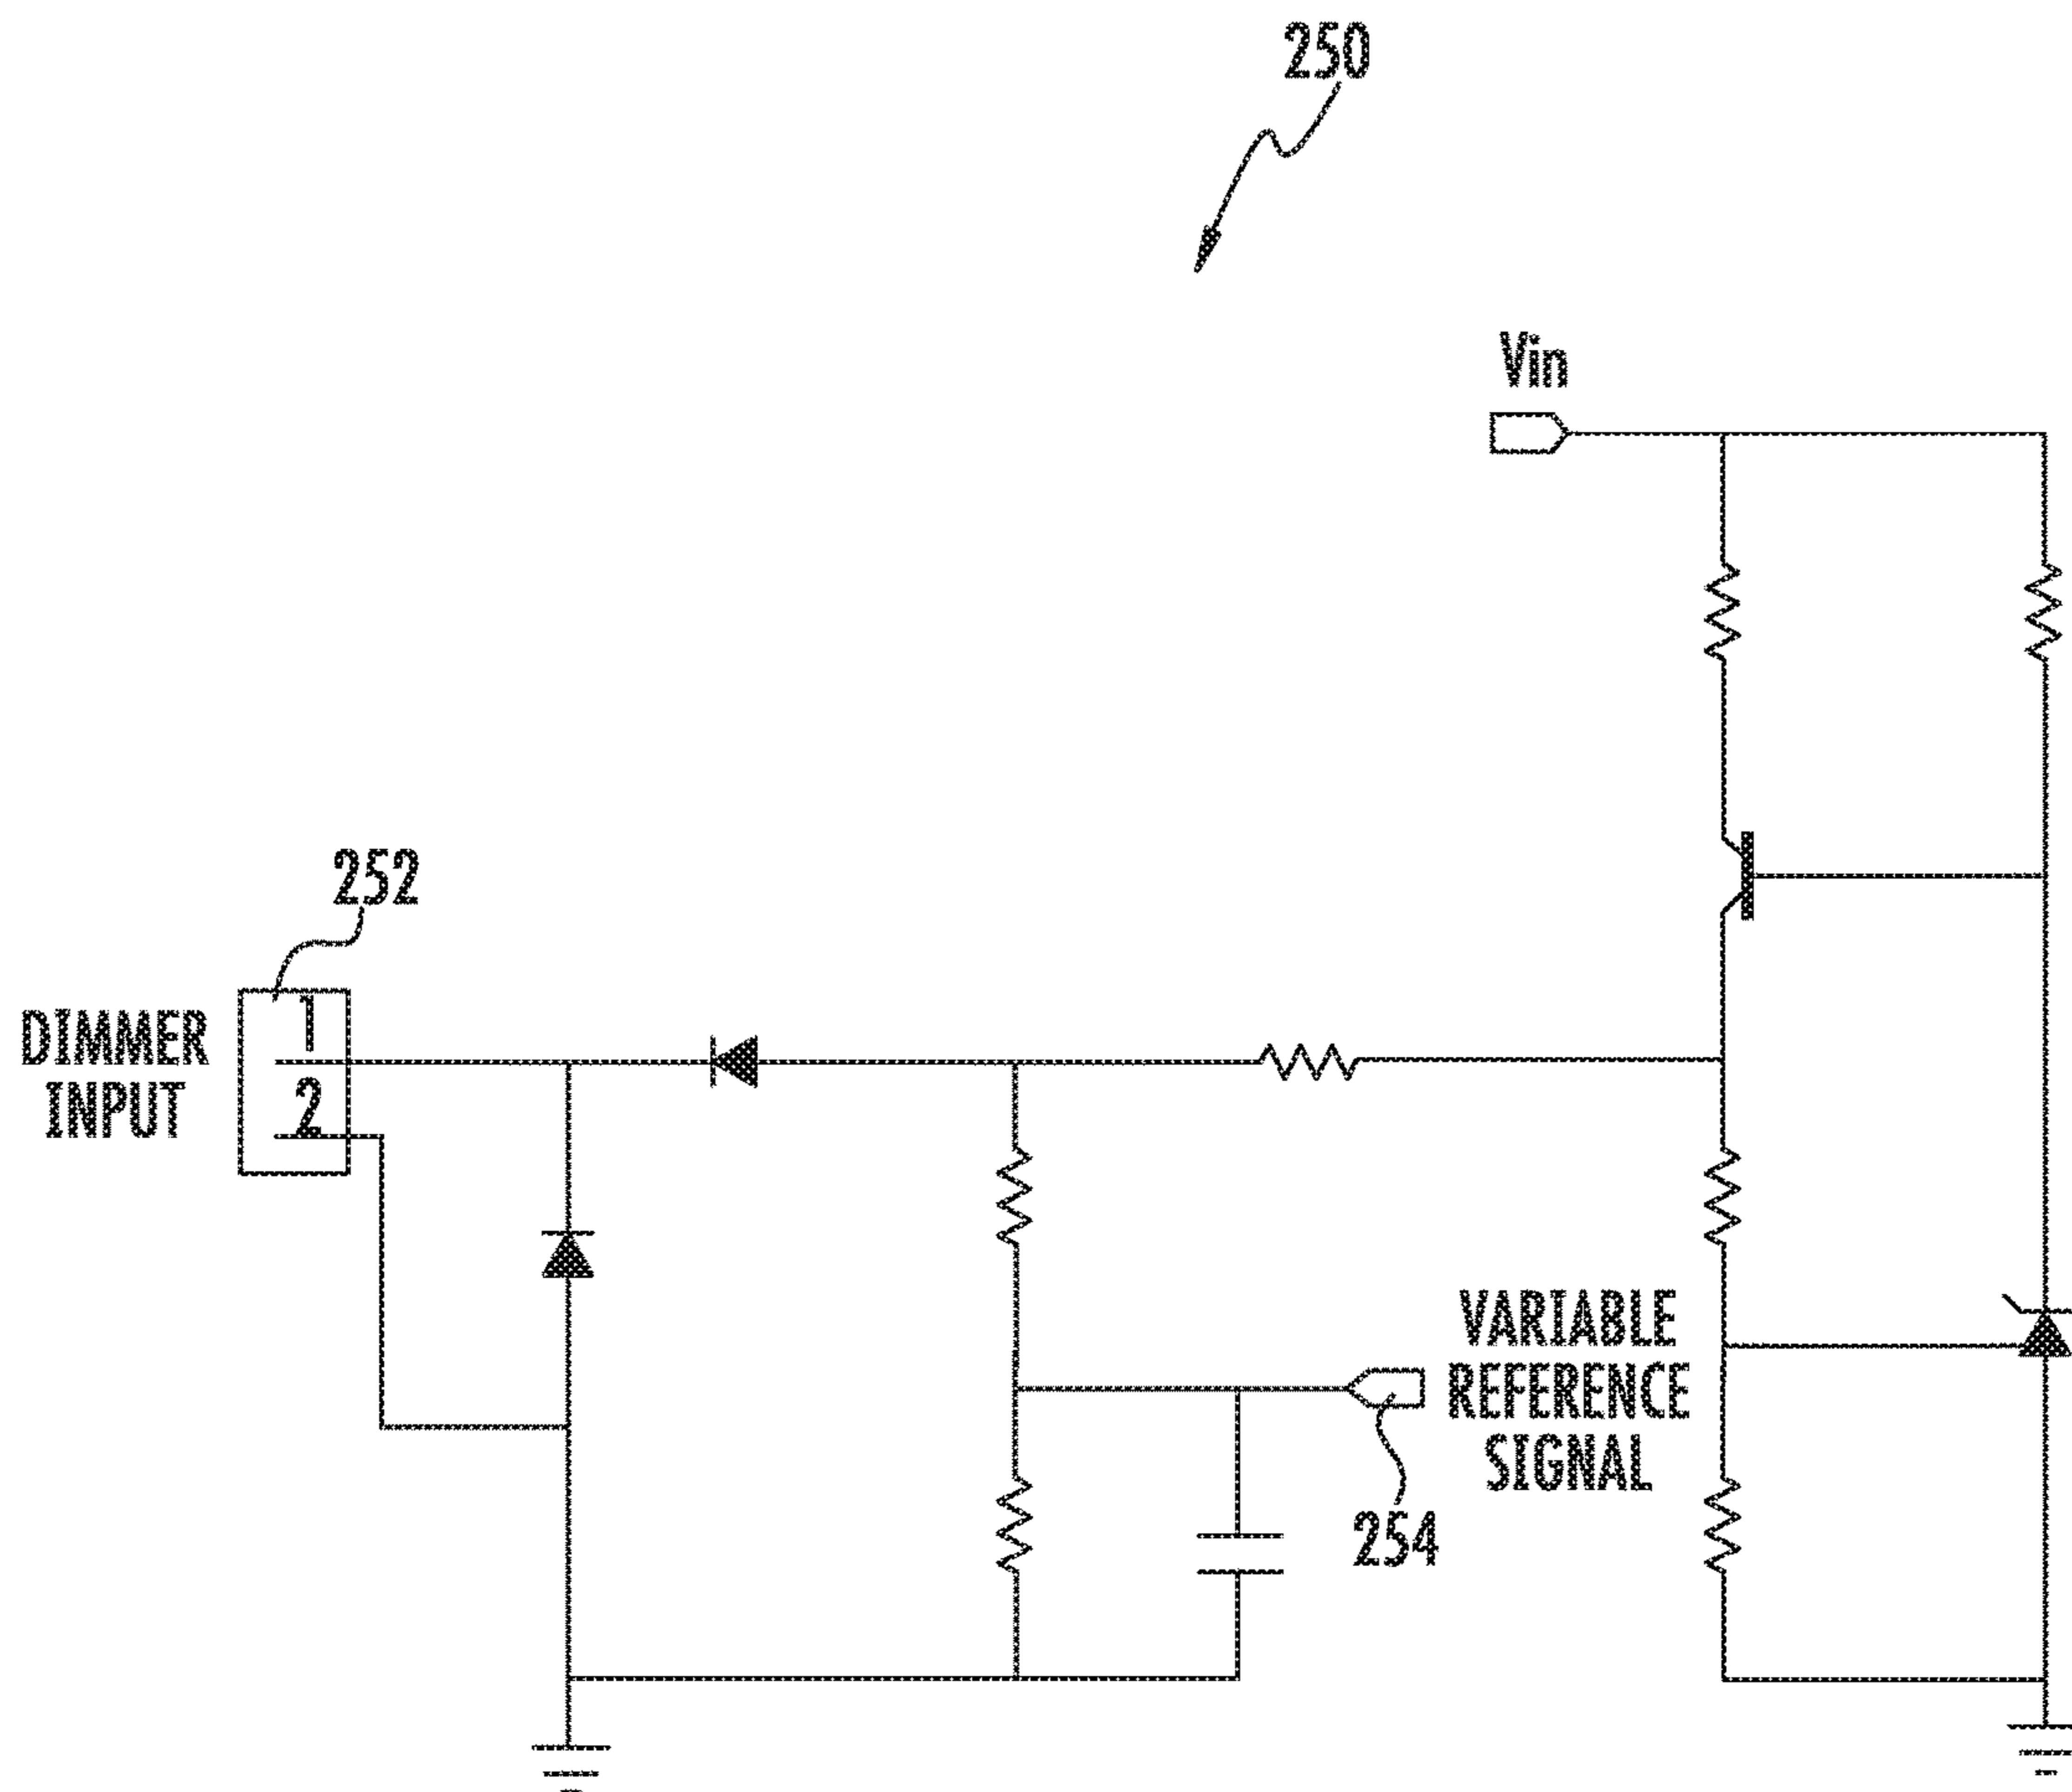 250
Vin
252
DIMMER
INPUT
1
2
VARIABLE
REFERENCE
SIGNAL
254